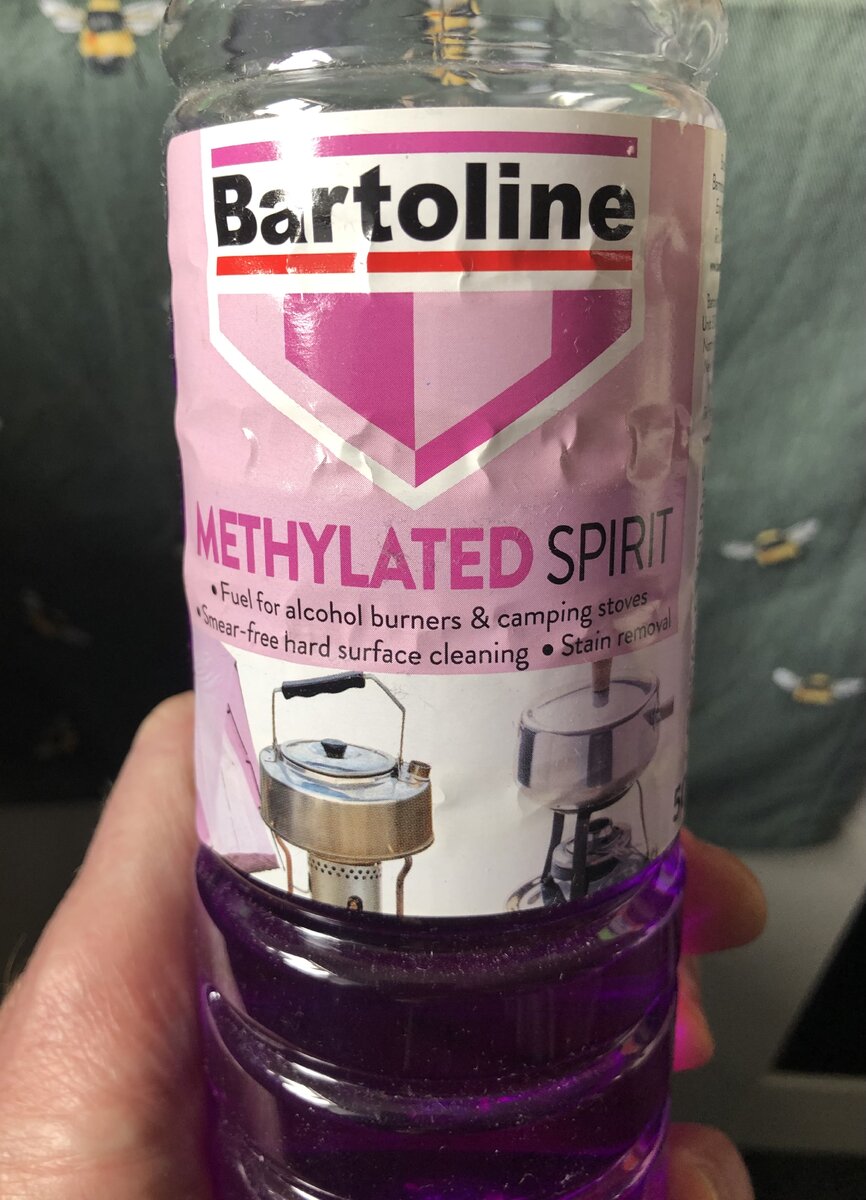 Bartoline
METHYLATED SPIRIT
• Fuel for alcohol burners & camping stoves
• Smear-free hard surface cleaning • Stain removal